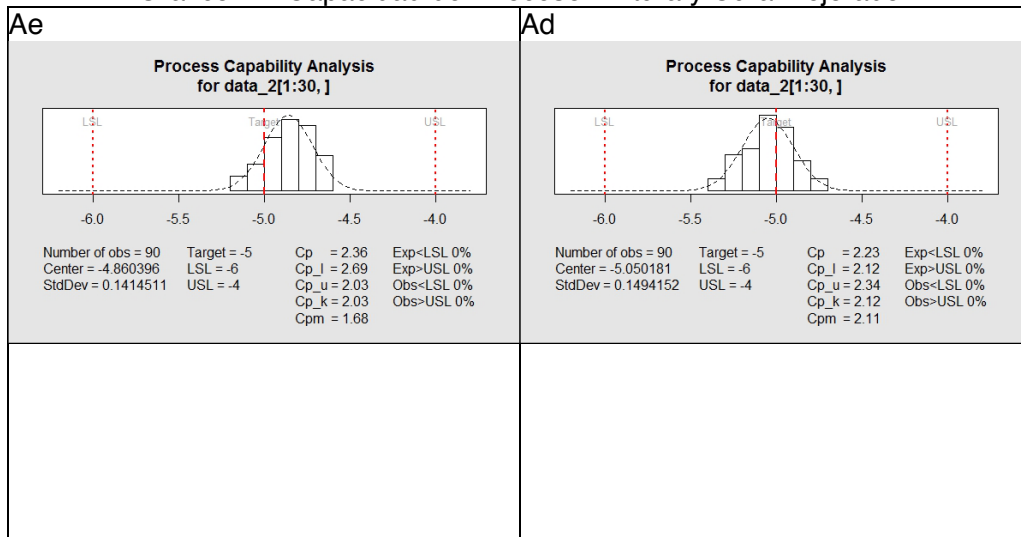 Ae
Process Capability Analysis
for data_2[1:30, ]
LSL Target USL
-6.0 -5.5 -5.0 -4.5 -4.0
Number of obs = 90 Target = -5 Cp = 2.36 Exp<LSL 0%
Center = -4.860396 LSL = -6 Cp_l = 2.69 Exp>USL 0%
StdDev = 0.1414511 USL = -4 Cp_u = 2.03 Obs<LSL 0%
Cp_k = 2.03 Obs>USL 0%
Cpm = 1.68
Ad
Process Capability Analysis
for data_2[1:30, ]
LSL Target USL
-6.0 -5.5 -5.0 -4.5 -4.0
Number of obs = 90 Target = -5 Cp = 2.23 Exp<LSL 0%
Center = -5.050181 LSL = -6 Cp_l = 2.12 Exp>USL 0%
StdDev = 0.1494152 USL = -4 Cp_u = 2.34 Obs<LSL 0%
Cp_k = 2.12 Obs>USL 0%
Cpm = 2.11